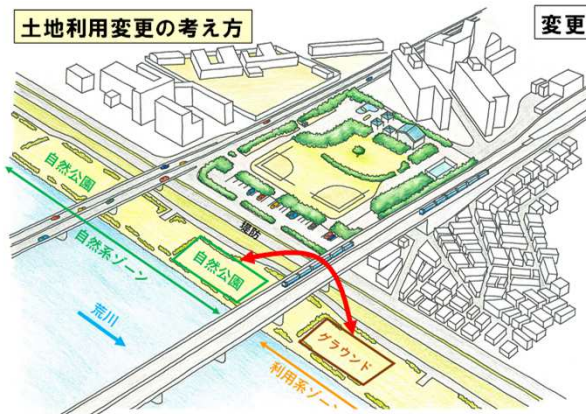 土地利用変更の考え方
変更
自然公園
自然系ゾーン
堤防
自然公園
荒川
グラウンド
利用系ゾーン